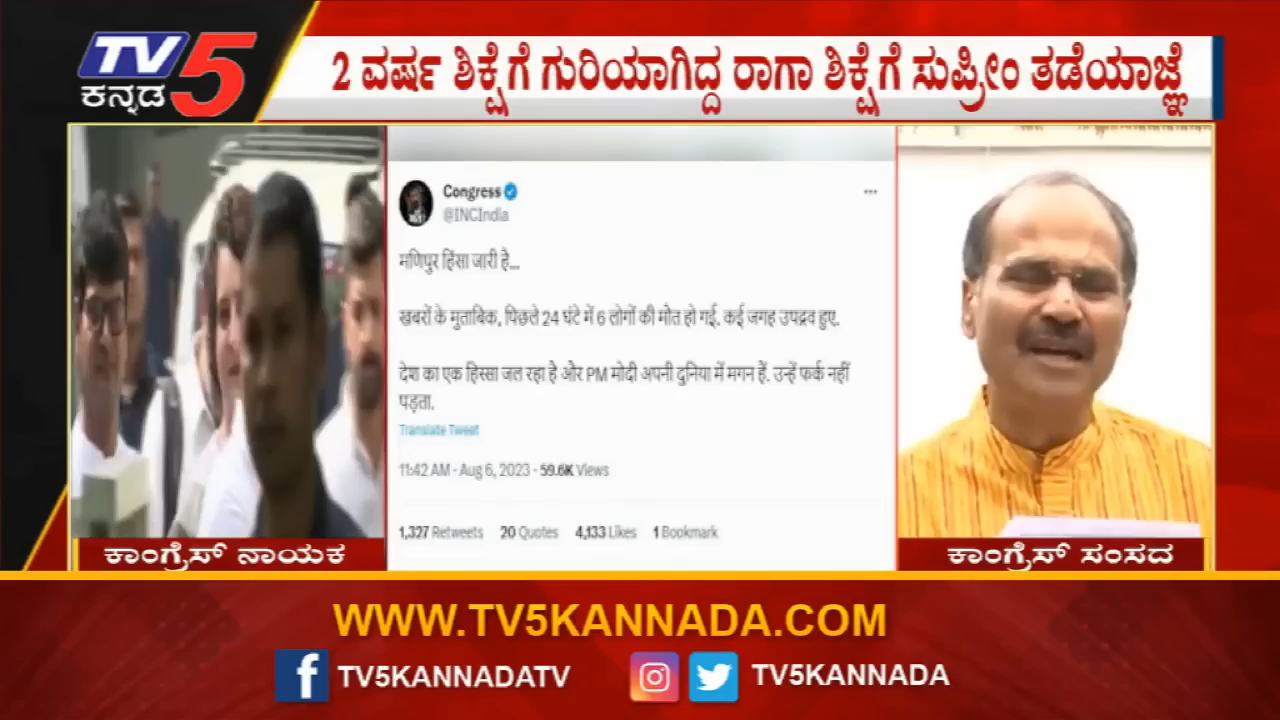 TV5
ಕನ್ನಡ
2 ವರ್ಷ ಶಿಕ್ಷೆಗೆ ಗುರಿಯಾಗಿದ್ದ ರಾಗಾ ಶಿಕ್ಷೆಗೆ ಸುಪ್ರೀಂ ತಡೆಯಾಜ್ಞೆ
Congress
@INCIndia
मणिपुर हिंसा जारी है...
खबरों के मुताबिक, पिछले 24 घंटे में 6 लोगों की मौत हो गई. कई जगह उपद्रव हुए.
देश का एक हिस्सा जल रहा है और PM मोदी अपनी दुनिया में मगन हैं. उन्हें फर्क नहीं
पड़ता.
Translate Tweet
11:42 AM - Aug 6, 2023 - 59.6K Views
1,327 Retweets 20 Quotes 4,133 Likes 1 Bookmark
ಕಾಂಗ್ರೆಸ್ ನಾಯಕ
ಕಾಂಗ್ರೆಸ್ ಸಂಸದ
WWW.TV5KANNADA.COM
TV5KANNADATV
TV5KANNADA